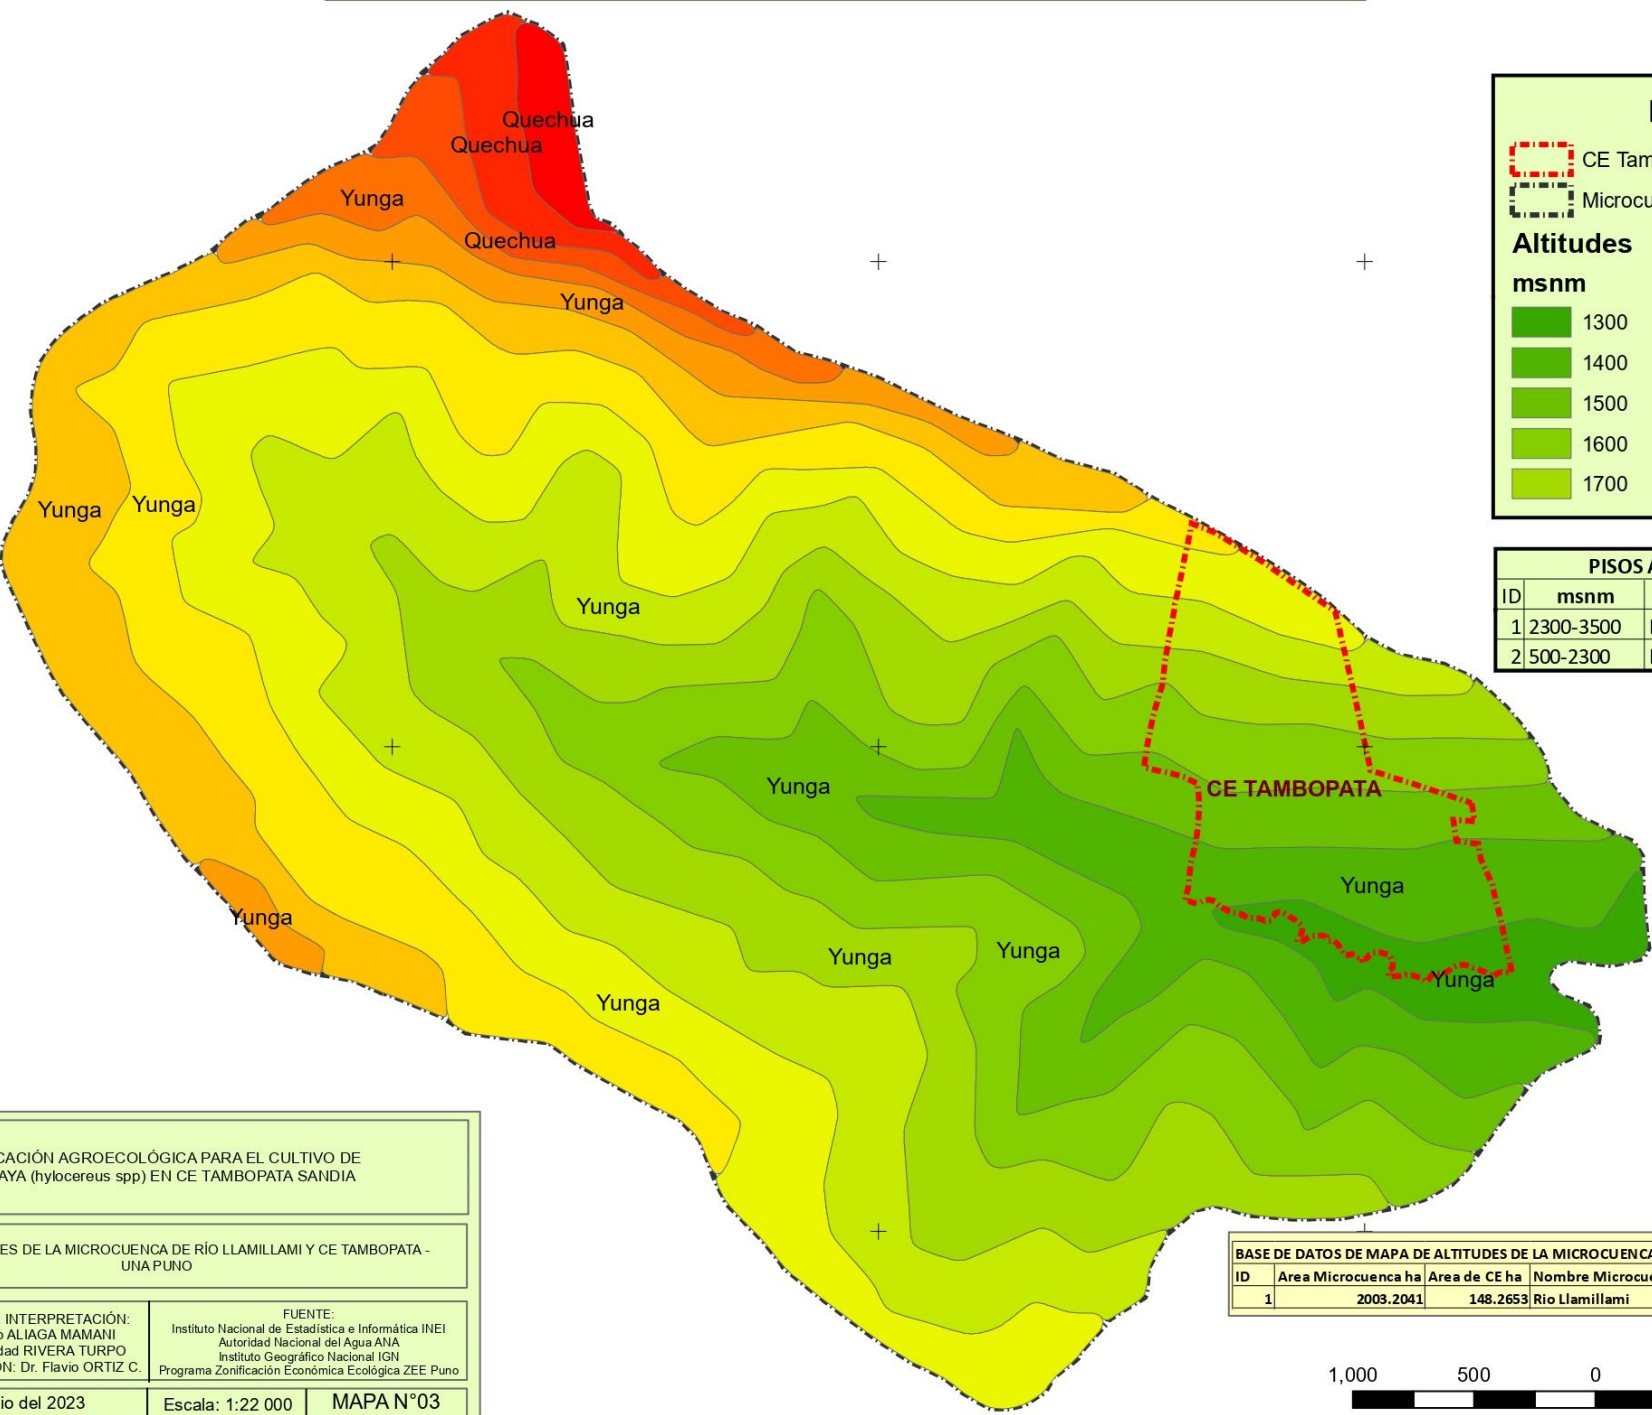 Quechua
Quechua
Yunga
Quechua
Yunga
Yunga
Yunga
Yunga
Yunga
CE TAMBOPATA
Yunga
Yunga
Yunga
Yunga
Yunga
Yunga
CE Tam
Microcu
Altitudes
msnm
1300
1400
1500
1600
1700
PISOS A
ID msnm
1 2300-3500
2 500-2300
CACIÓN AGROECOLÓGICA PARA EL CULTIVO DE
AYA (hylocereus spp) EN CE TAMBOPATA SANDIA
ES DE LA MICROCUENCA DE RÍO LLAMILLAMI Y CE TAMBOPATA -
UNA PUNO
INTERPRETACIÓN:
o ALIAGA MAMANI
dad RIVERA TURPO
ÓN: Dr. Flavio ORTIZ C.
FUENTE:
Instituto Nacional de Estadística e Informática INEI
Autoridad Nacional del Agua ANA
Instituto Geográfico Nacional IGN
Programa Zonificación Económica Ecológica ZEE Puno
io del 2023
Escala: 1:22 000
MAPA N°03
BASE DE DATOS DE MAPA DE ALTITUDES DE LA MICROCUENCA
ID Area Microcuenca ha Area de CE ha Nombre Microcue
1 2003.2041 148.2653 Rio Llamillami
1,000 500 0